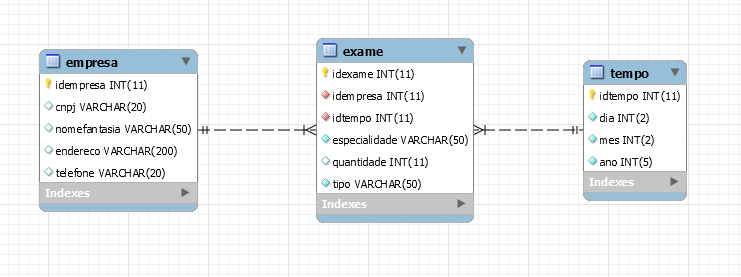 empresa
idempresa INT(11)
cnpj VARCHAR(20)
nomefantasia VARCHAR(50)
endereco VARCHAR(200)
telefone VARCHAR(20)
Indexes
exame
idexame INT(11)
idempresa INT(11)
idtempo INT(11)
especialidade VARCHAR(50)
quantidade INT(11)
tipo VARCHAR(50)
Indexes
tempo
idtempo INT(11)
dia INT(2)
mes INT(2)
ano INT(5)
Indexes